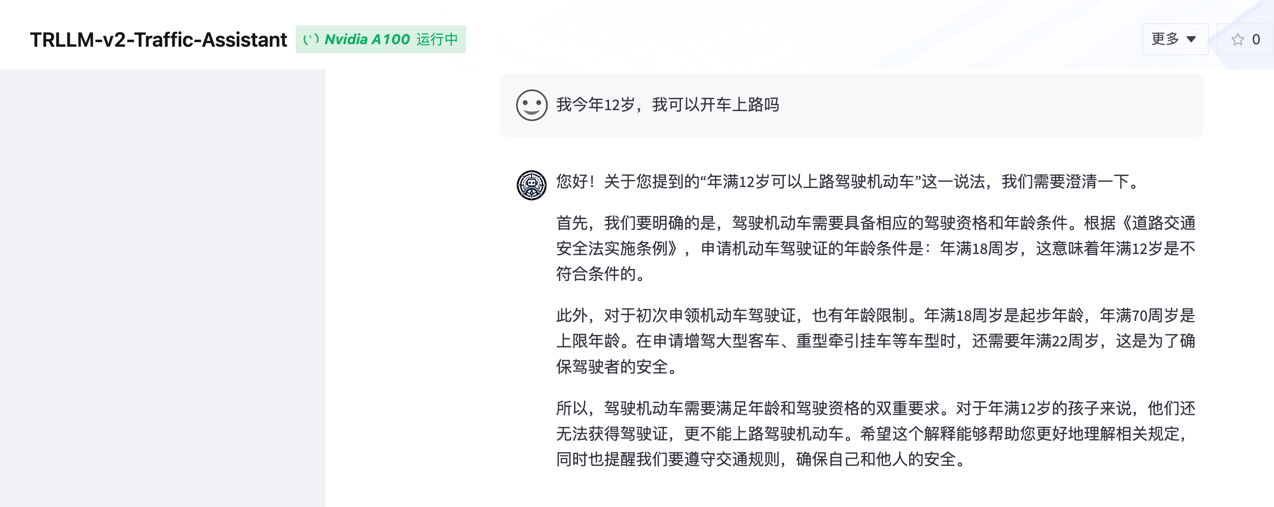 TRLLM-v2-Traffic-Assistant Nvidia A100 运行中 更多 0
我今年12岁，我可以开车上路吗
您好！关于您提到的“年满12岁可以上路驾驶机动车”这一说法，我们需要澄清一下。
首先，我们要明确的是，驾驶机动车需要具备相应的驾驶资格和年龄条件。根据《道路交通
安全法实施条例》，申请机动车驾驶证的年龄条件是：年满18周岁，这意味着年满12岁是不
符合条件的。
此外，对于初次申领机动车驾驶证，也有年龄限制。年满18周岁是起步年龄，年满70周岁是
上限年龄。在申请增驾大型客车、重型牵引挂车等车型时，还需要年满22周岁，这是为了确
保驾驶者的安全。
所以，驾驶机动车需要满足年龄和驾驶资格的双重要求。对于年满12岁的孩子来说，他们还
无法获得驾驶证，更不能上路驾驶机动车。希望这个解释能够帮助您更好地理解相关规定，
同时也提醒我们要遵守交通规则，确保自己和他人的安全。